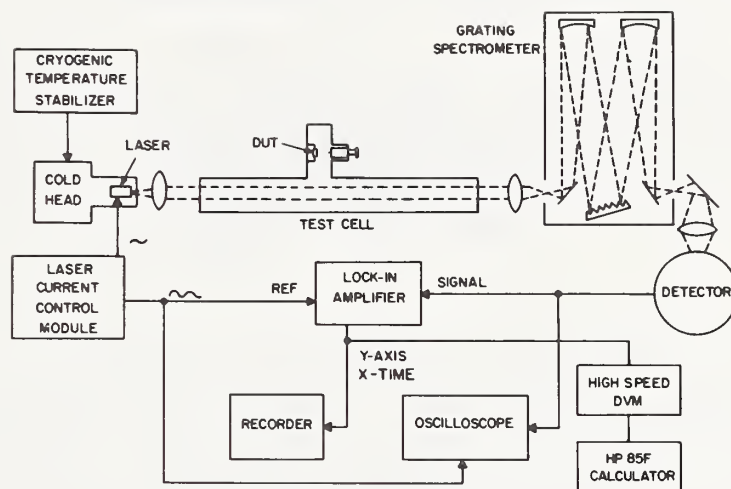 GRATING
SPECTROMETER
CRYOGENIC
TEMPERATURE
STABILIZER
LASER
DUT
COLD
HEAD
TEST CELL
LASER
CURRENT
CONTROL
MODULE
REF
LOCK-IN
AMPLIFIER
SIGNAL
DETECTOR
Y-AXIS
X-TIME
RECORDER
OSCILLOSCOPE
HIGH SPEED
DVM
HP 85F
CALCULATOR